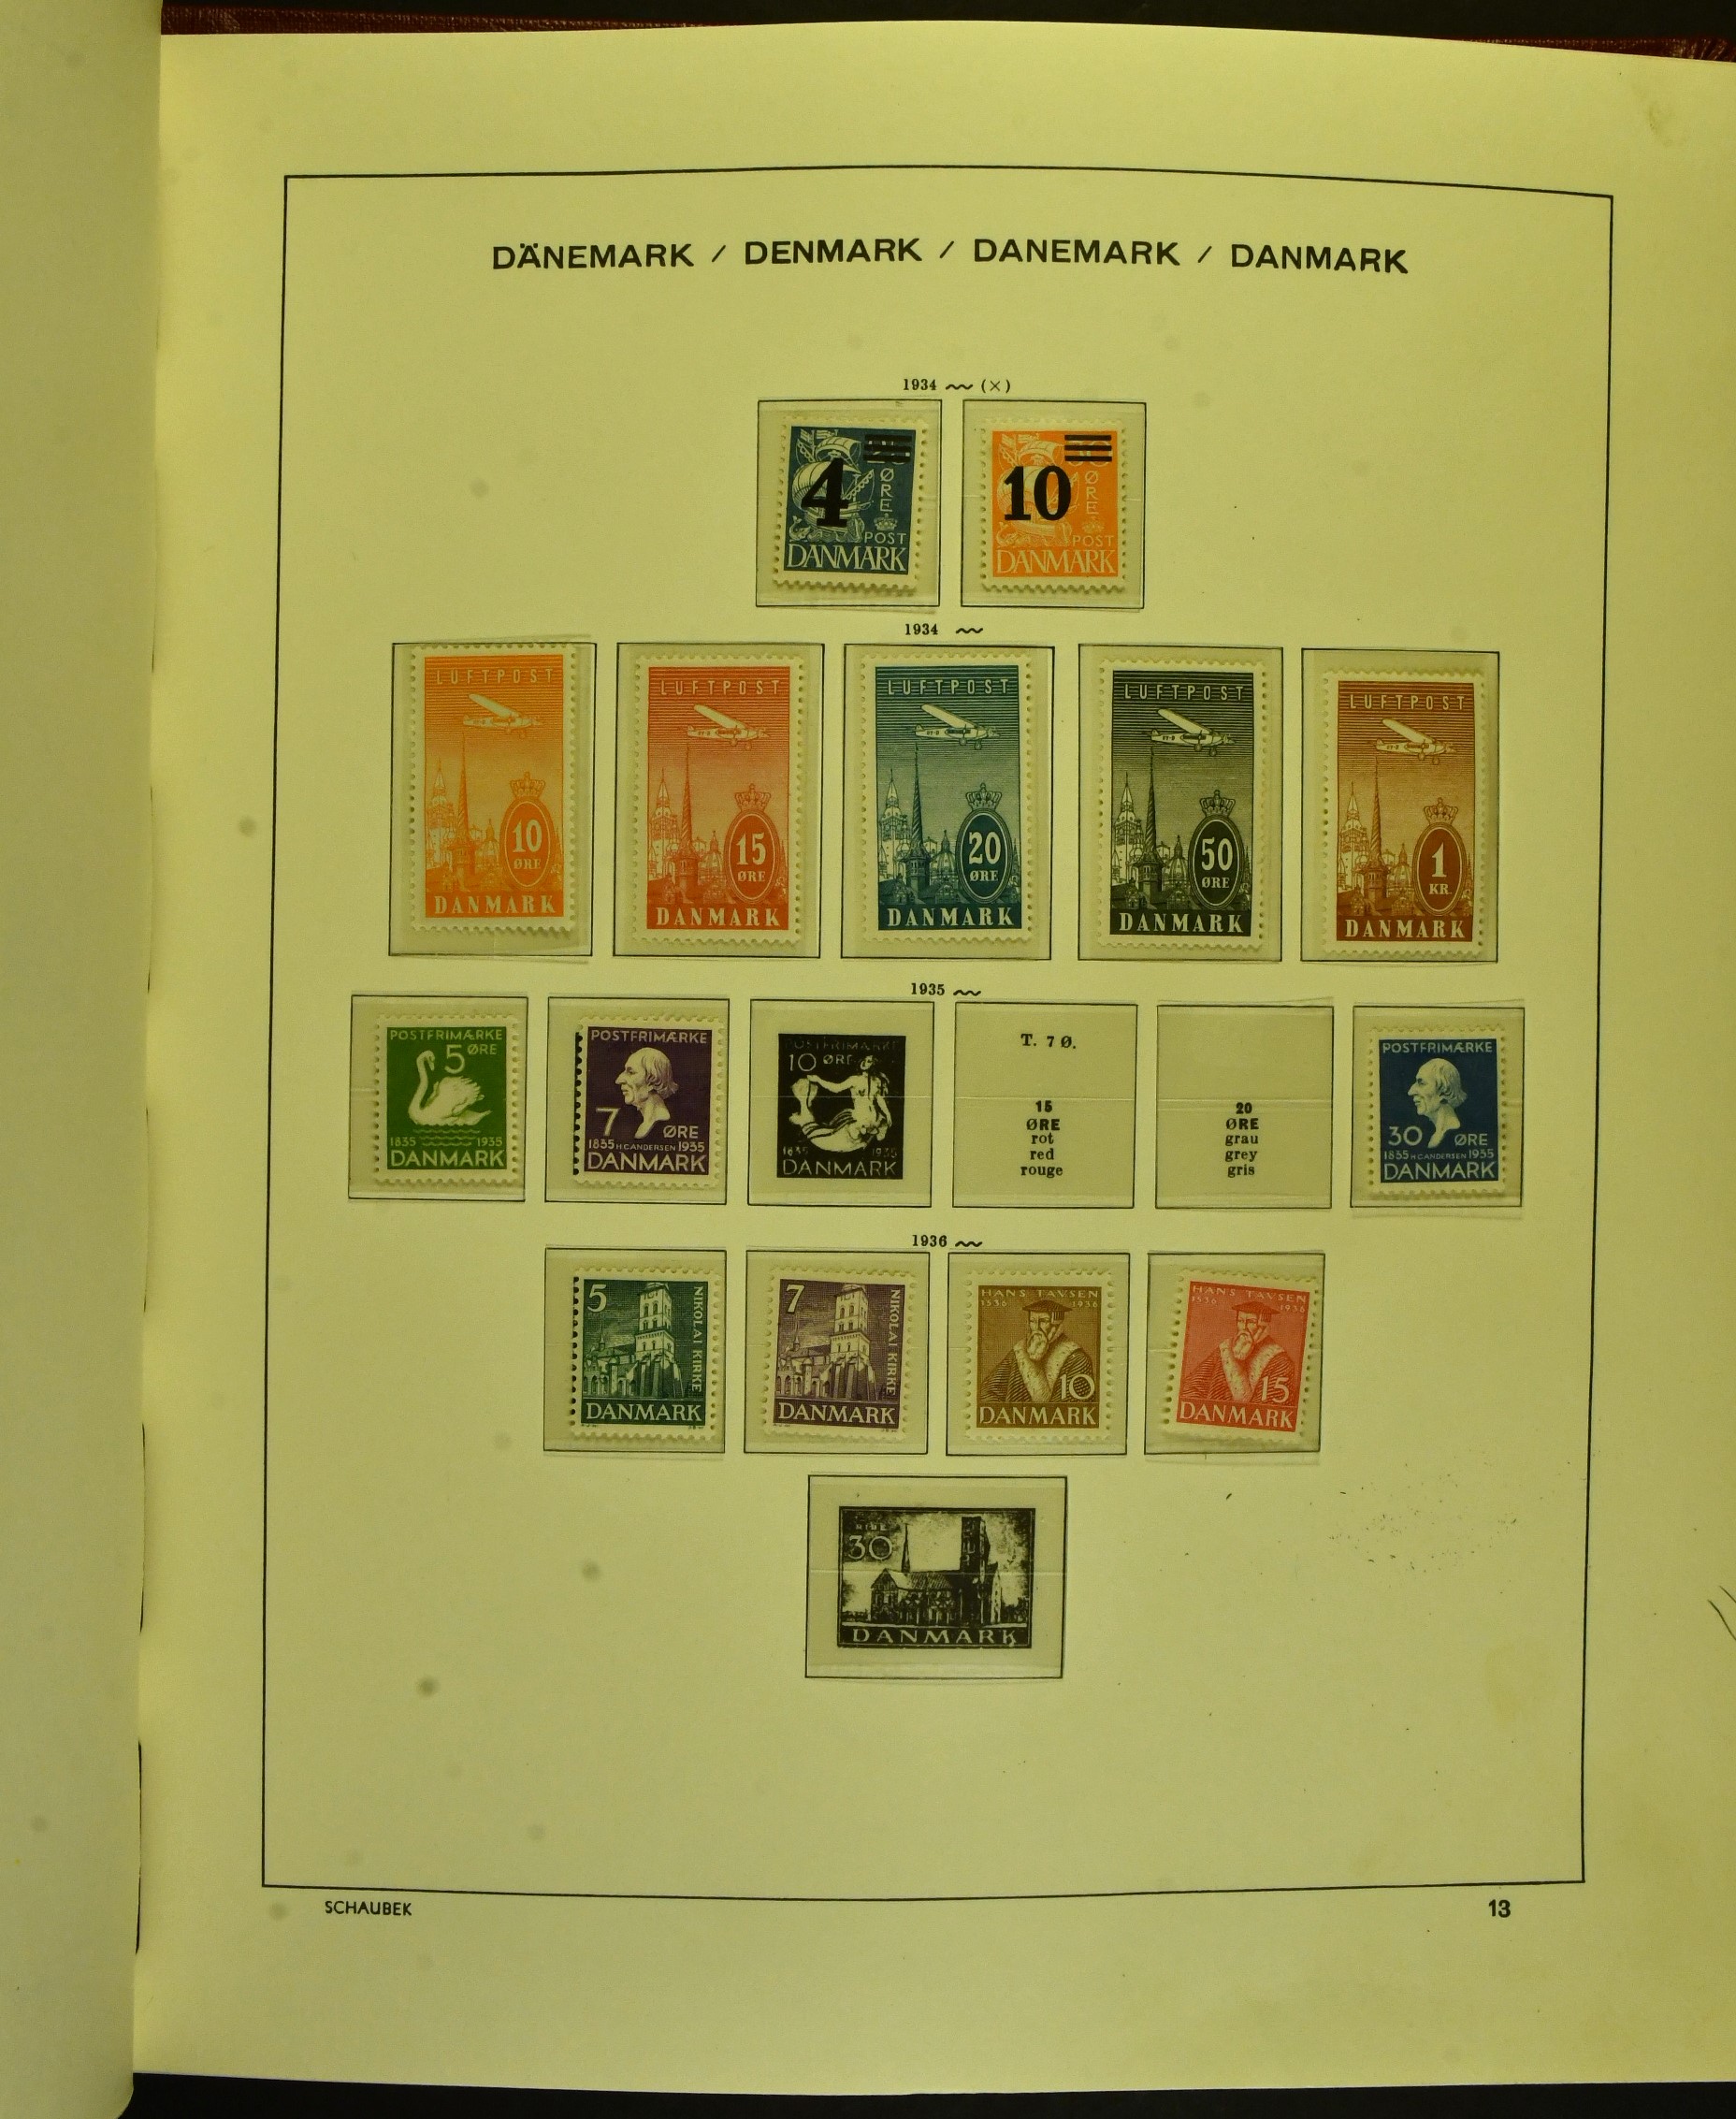 DÄNEMARK / DENMARK / DANEMARK / DANMARK
1934 (×)
4 ØRE POST DANMARK
10 ØRE POST DANMARK
1934
LUFTPOST 10 ØRE DANMARK
LUFTPOST 15 ØRE DANMARK
LUFTPOST 20 ØRE DANMARK
LUFTPOST 50 ØRE DANMARK
LUFTPOST 1 KR. DANMARK
1935
POSTFRIMÆRKE
5 ØRE
1835 1935
DANMARK
POSTFRIMÆRKE
7 ØRE
1835 H.C. ANDERSEN 1935
DANMARK
POSTFRIMÆRKE
10 ØRE
1835 1935
DANMARK
T. 7 Ø.
15
ØRE
rot
red
rouge
20
ØRE
grau
grey
gris
POSTFRIMÆRKE
30 ØRE
1835 H.C. ANDERSEN 1935
DANMARK
1936
5 NIKOLAI KIRKE
DANMARK
7 NIKOLAI KIRKE
DANMARK
HANS TAVSEN
1536 1936
10
DANMARK
HANS TAVSEN
1536 1936
15
DANMARK
RIBE
30
DANMARK
SCHAUBEK
13